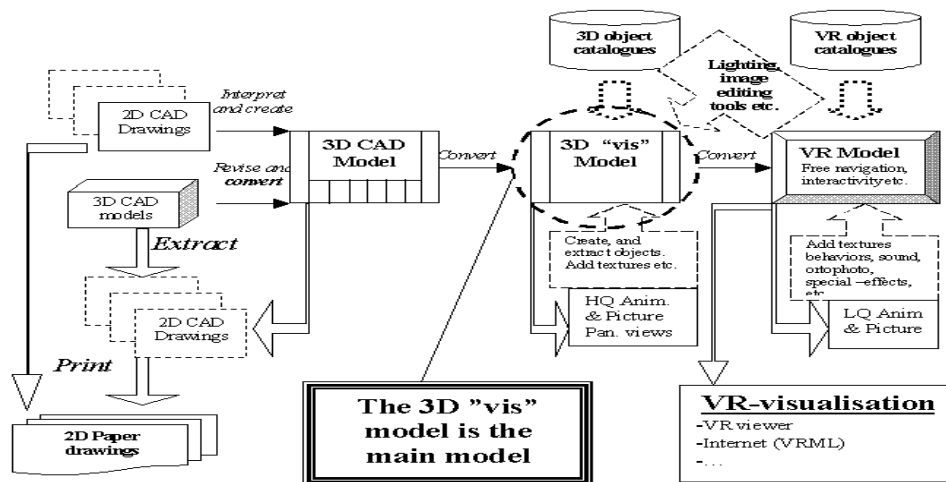 3D object
catalogues
VR object
catalogues
Lighting,
image
editing
tools etc.
Interpret
and create
2D CAD
Drawings
3D CAD
Model
Convert
3D "vis"
Model
Convert
VR Model
Free navigation,
interactivity etc.
Revise and
convert
3D CAD
models
Extract
Create, and
extract objects.
Add textures etc.
Add textures
behaviors, sound,
ortophoto,
special –effects,
etc
2D CAD
Drawings
HQ Anim.
& Picture
Pan. views
LQ Anim
& Picture
Print
2D Paper
drawings
The 3D ”vis”
model is the
main model
VR-visualisation
-VR viewer
-Internet (VRML)
-...